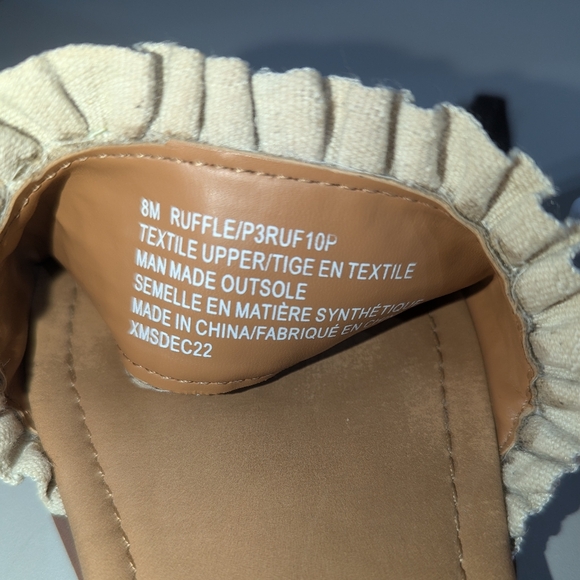 8M RUFFLE/P3RUF10P
TEXTILE UPPER/TIGE EN TEXTILE
MAN MADE OUTSOLE
SEMELLE EN MATIÈRE SYNTHÉTIQUE
MADE IN CHINA/FABRIQUÉ EN
XMSDEC22